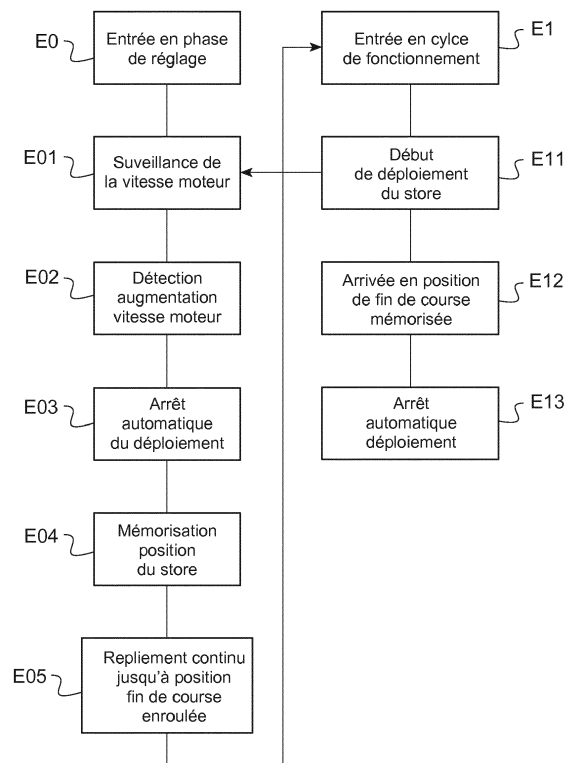 E0
Entrée en phase
de réglage
E01
Suveillance de
la vitesse moteur
E02
Détection
augmentation
vitesse moteur
E03
Arrêt
automatique
du déploiement
E04
Mémorisation
position
du store
E05
Repliement continu
jusqu'à position
fin de course
enroulée
E1
Entrée en cylce
de fonctionnement
E11
Début
de déploiement
du store
E12
Arrivée en position
de fin de course
mémorisée
E13
Arrêt
automatique
déploiement